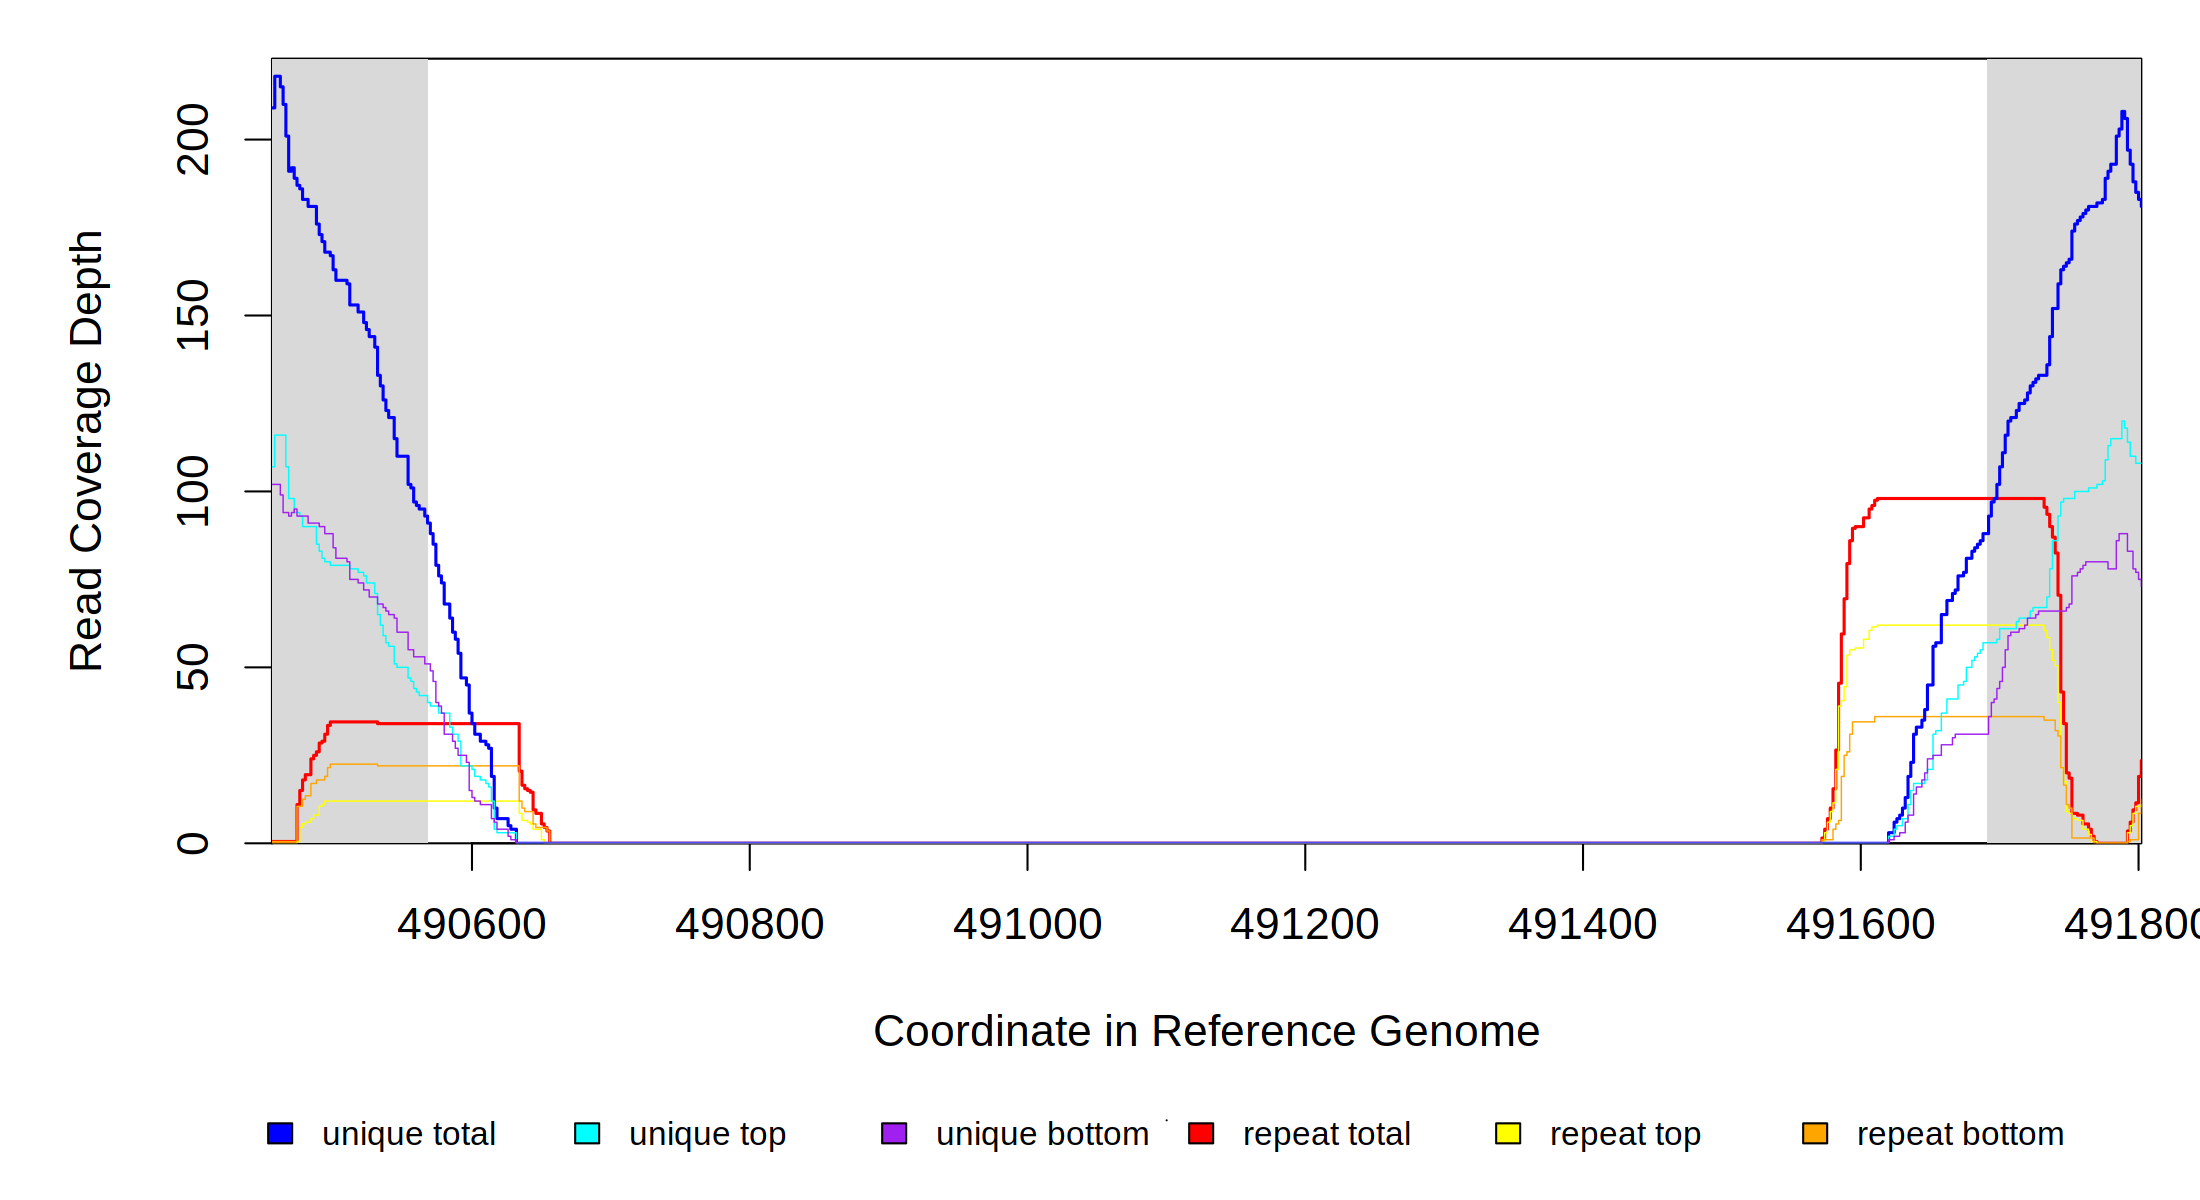 200
150
100
50
0
Read Coverage Depth
490600 490800 491000 491200 491400 491600 491800
Coordinate in Reference Genome
unique total unique top unique bottom repeat total repeat top repeat bottom